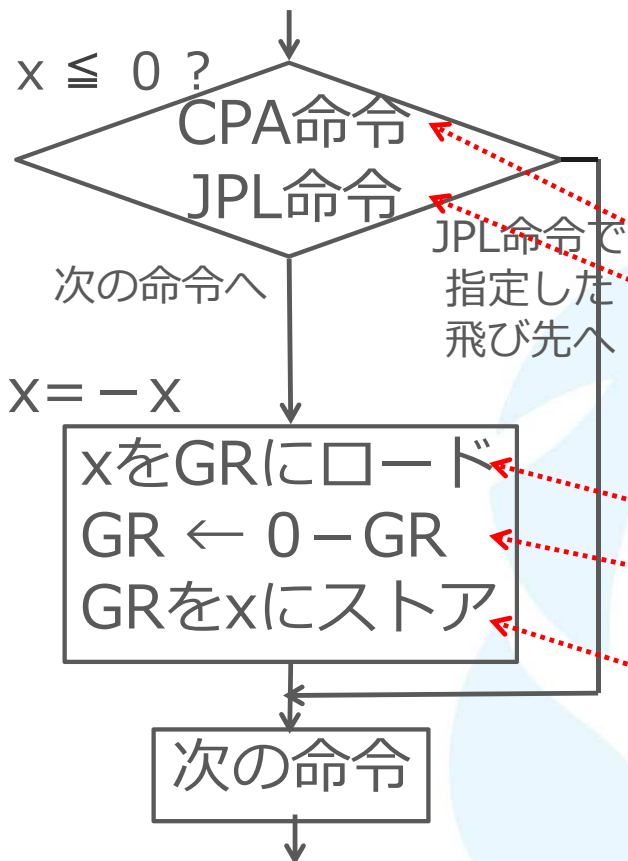 x ≦ 0 ?
CPA命令
JPL命令
JPL命令で
指定した
飛び先へ
次の命令へ
x=－x
xをGRにロード
GR ← 0－GR
GRをxにストア
次の命令